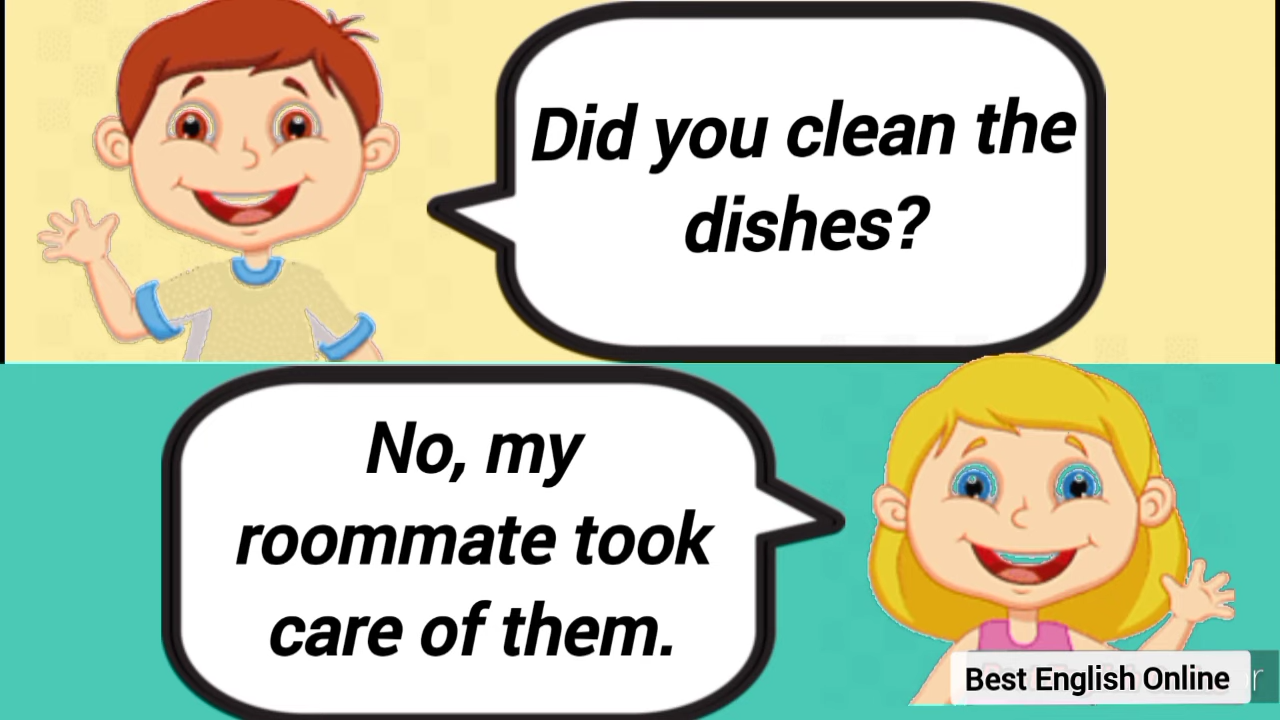 Did you clean the
dishes?
No, my
roommate took
care of them.
Best English Online